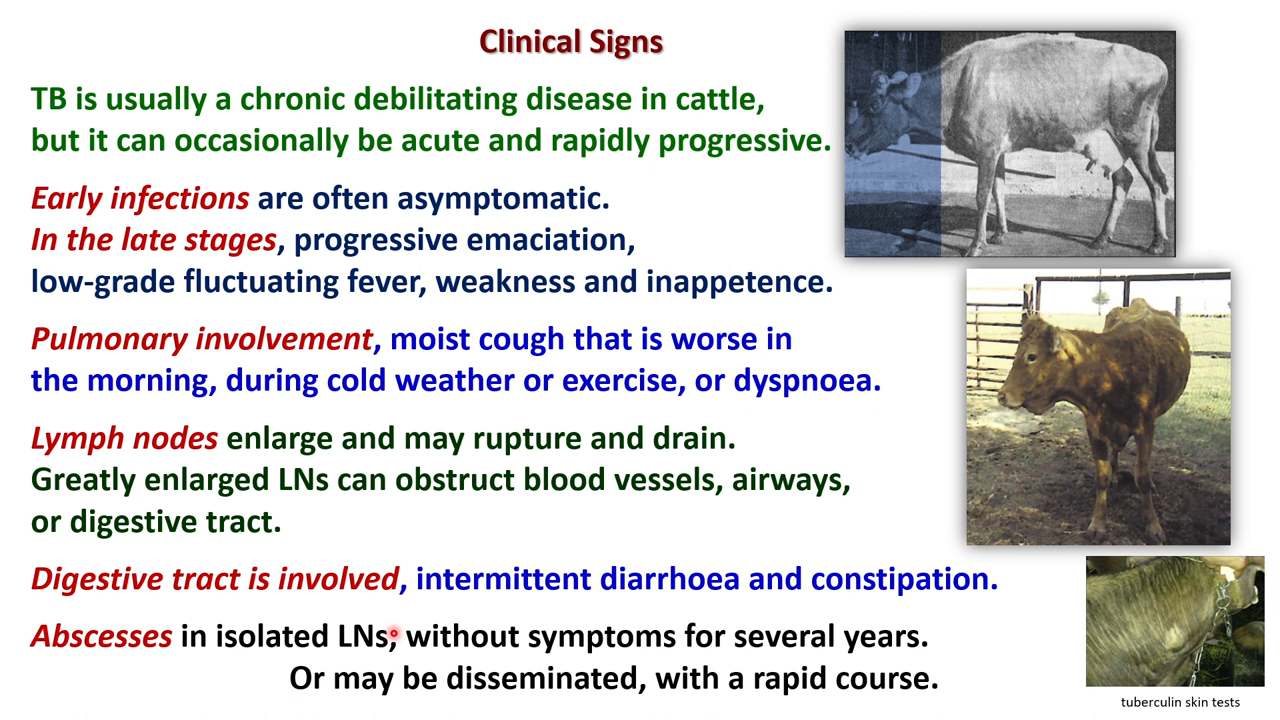 Clinical Signs
TB is usually a chronic debilitating disease in cattle,
but it can occasionally be acute and rapidly progressive.
Early infections are often asymptomatic.
In the late stages, progressive emaciation,
low-grade fluctuating fever, weakness and inappetence.
Pulmonary involvement, moist cough that is worse in
the morning, during cold weather or exercise, or dyspnoea.
Lymph nodes enlarge and may rupture and drain.
Greatly enlarged LNs can obstruct blood vessels, airways,
or digestive tract.
Digestive tract is involved, intermittent diarrhoea and constipation.
Abscesses in isolated LNs; without symptoms for several years.
Or may be disseminated, with a rapid course.
tuberculin skin tests